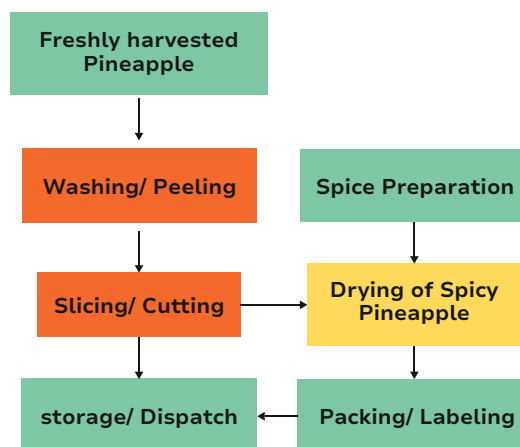 Freshly harvested
Pineapple
Washing/ Peeling
Spice Preparation
Slicing/ Cutting
Drying of Spicy
Pineapple
storage/ Dispatch
Packing/ Labeling